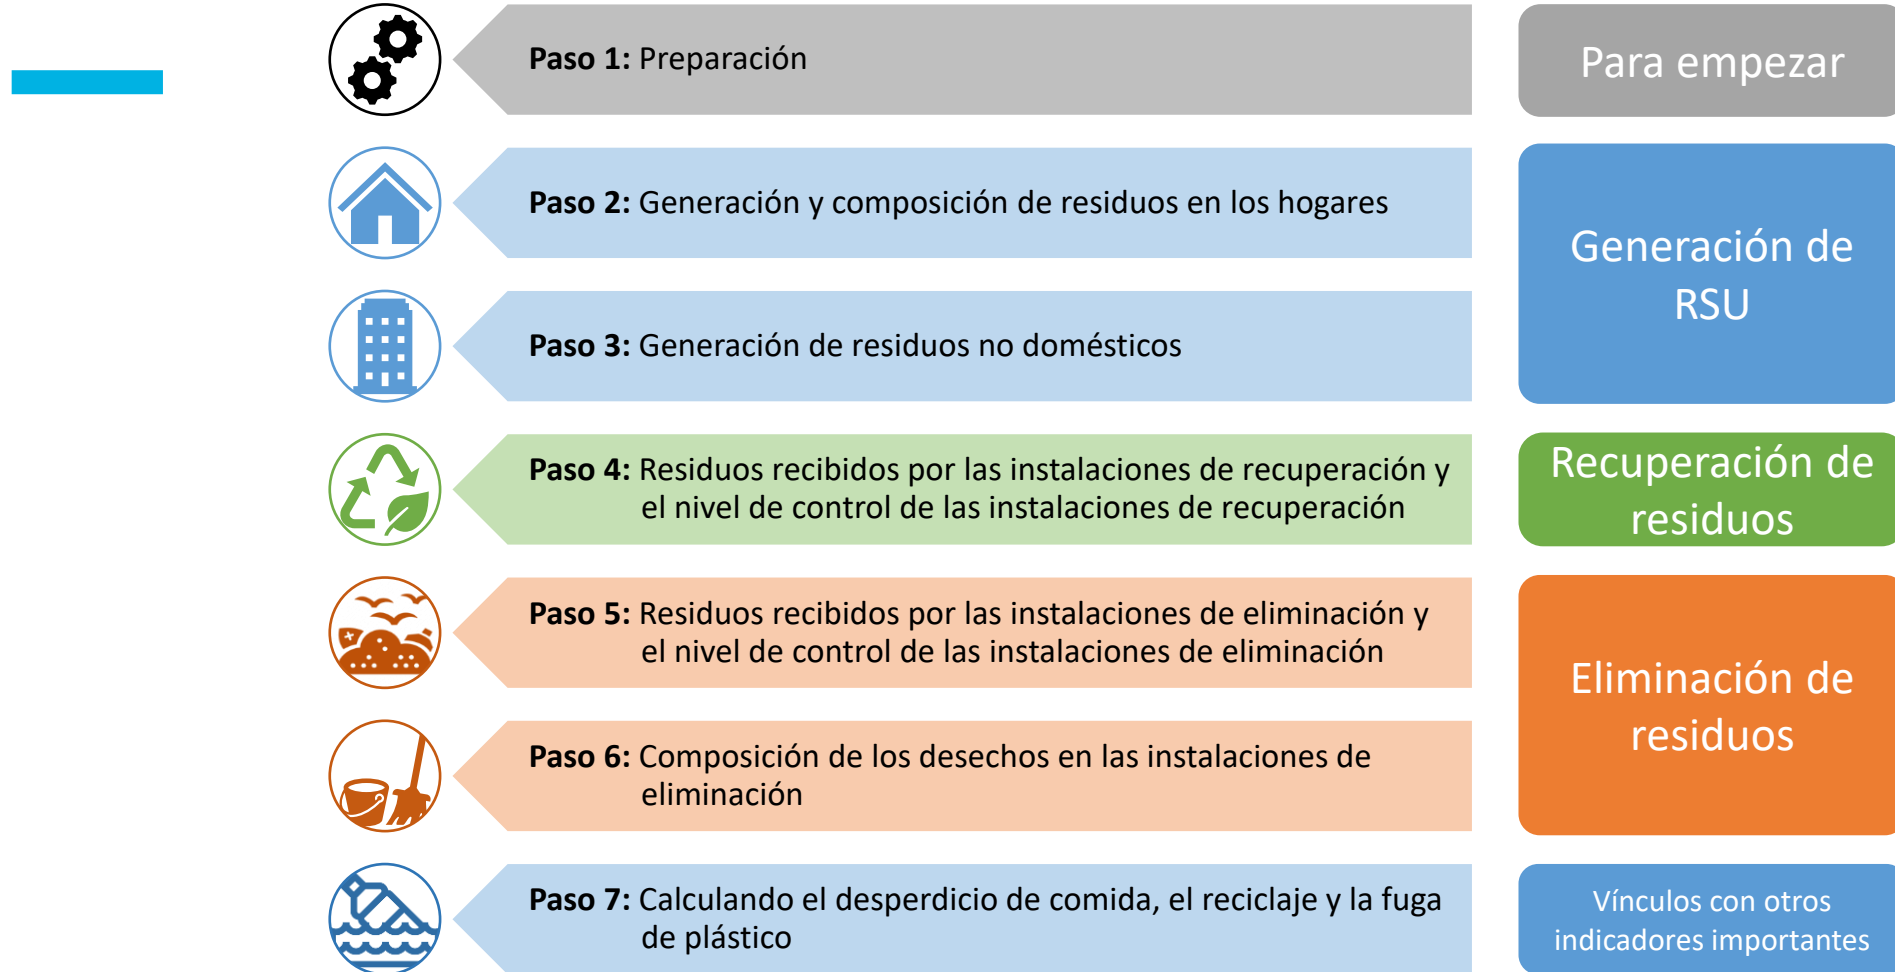 Paso 1: Preparación
Para empezar
Paso 2: Generación y composición de residuos en los hogares
Paso 3: Generación de residuos no domésticos
Generación de
RSU
Paso 4: Residuos recibidos por las instalaciones de recuperación y
el nivel de control de las instalaciones de recuperación
Recuperación de
residuos
Paso 5: Residuos recibidos por las instalaciones de eliminación y
el nivel de control de las instalaciones de eliminación
Paso 6: Composición de los desechos en las instalaciones de
eliminación
Eliminación de
residuos
Paso 7: Calculando el desperdicio de comida, el reciclaje y la fuga
de plástico
Vínculos con otros
indicadores importantes